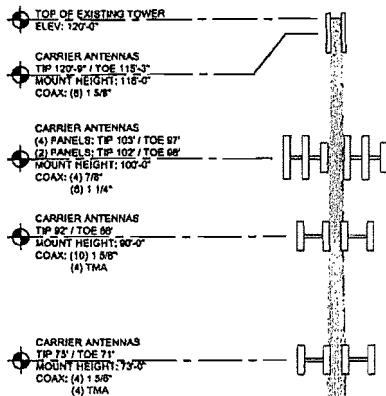 TOP OF EXISTING TOWER
ELEV: 120'-0"
CARRIER ANTENNAS
TIP 120'-9" / TOE 115'-3"
MOUNT HEIGHT: 118'-0"
COAX: (6) 1 5/8"
CARRIER ANTENNAS
(4) PANELS: TIP 103' / TOE 97'
(2) PANELS: TIP 102' / TOE 98'
MOUNT HEIGHT: 100'-0"
COAX: (4) 7/8"
(6) 1 1/4"
CARRIER ANTENNAS
TIP 92' / TOE 88'
MOUNT HEIGHT: 90'-0"
COAX: (10) 1 5/8"
(4) TMA
CARRIER ANTENNAS
TIP 75' / TOE 71'
MOUNT HEIGHT: 73'-0"
COAX: (4) 1 5/8"
(4) TMA